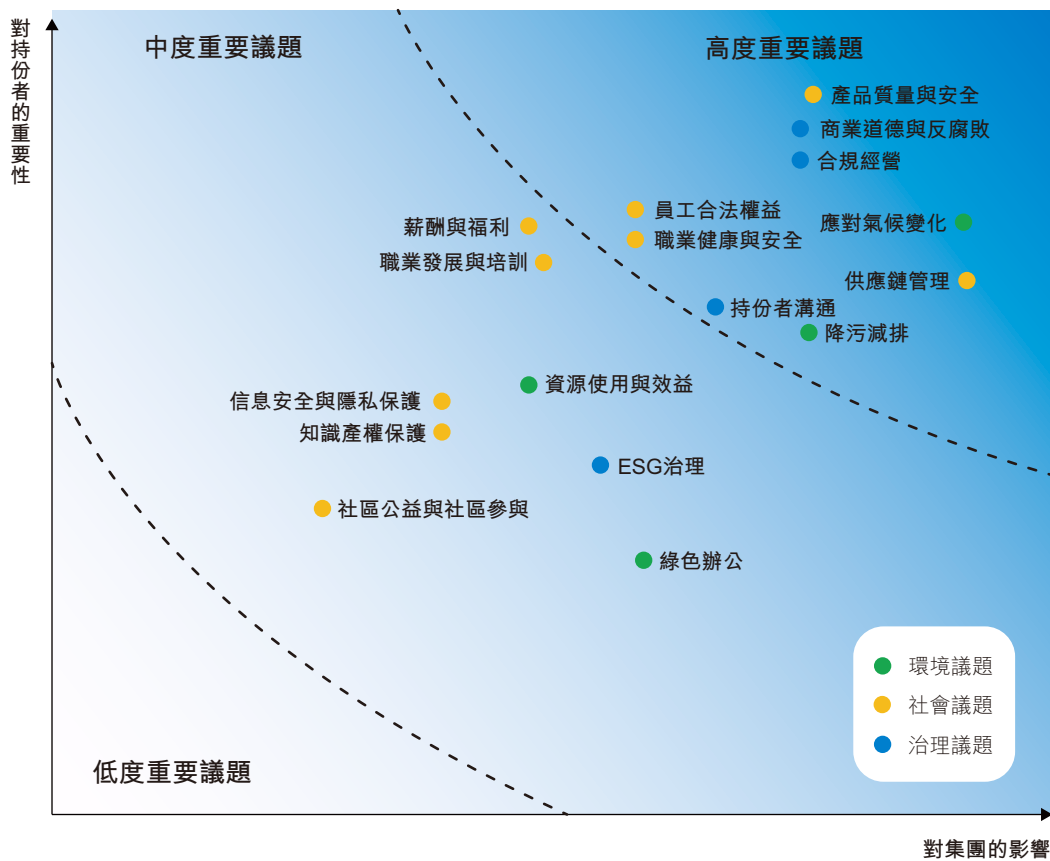 對持份者的重要性
中度重要議題
高度重要議題
產品質量與安全
商業道德與反腐敗
合規經營
員工合法權益
薪酬與福利
應對氣候變化
職業健康與安全
職業發展與培訓
供應鏈管理
持份者溝通
降污減排
資源使用與效益
信息安全與隱私保護
知識產權保護
ESG治理
社區公益與社區參與
綠色辦公
環境議題
社會議題
治理議題
低度重要議題
對集團的影響